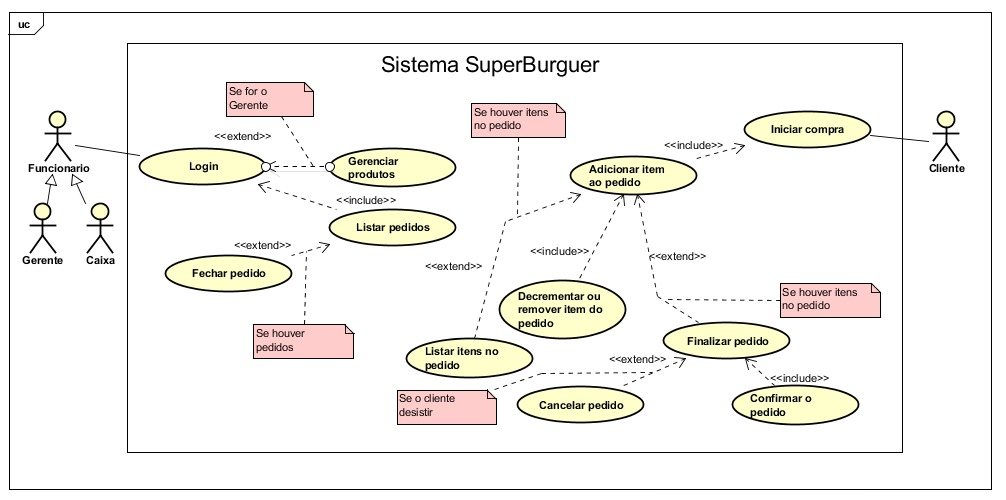 uc
Sistema SuperBurguer
Se for o
Gerente
<<extend>>
Login
Gerenciar
produtos
<<include>>
Listar pedidos
<<extend>>
Fechar pedido
Se houver
pedidos
Funcionario
Gerente
Caixa
Se houver itens
no pedido
<<include>>
Iniciar compra
Cliente
Adicionar item
ao pedido
<<include>>
<<extend>>
<<extend>>
Decrementar ou
remover item do
pedido
Se houver itens
no pedido
Listar itens no
pedido
Finalizar pedido
<<extend>>
<<include>>
Se o cliente
desistir
Cancelar pedido
Confirmar o
pedido